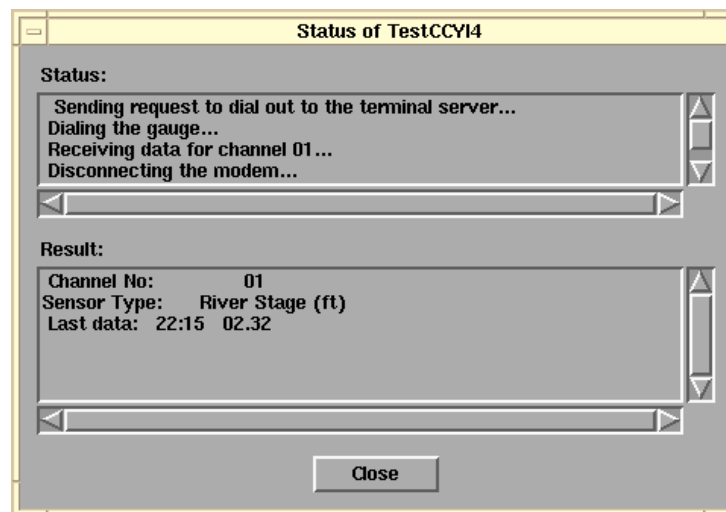 Status of TestCCYI4
Status:
Sending request to dial out to the terminal server...
Dialing the gauge...
Receiving data for channel 01...
Disconnecting the modem...
Result:
Channel No: 01
Sensor Type: River Stage (ft)
Last data: 22:15 02.32
Close